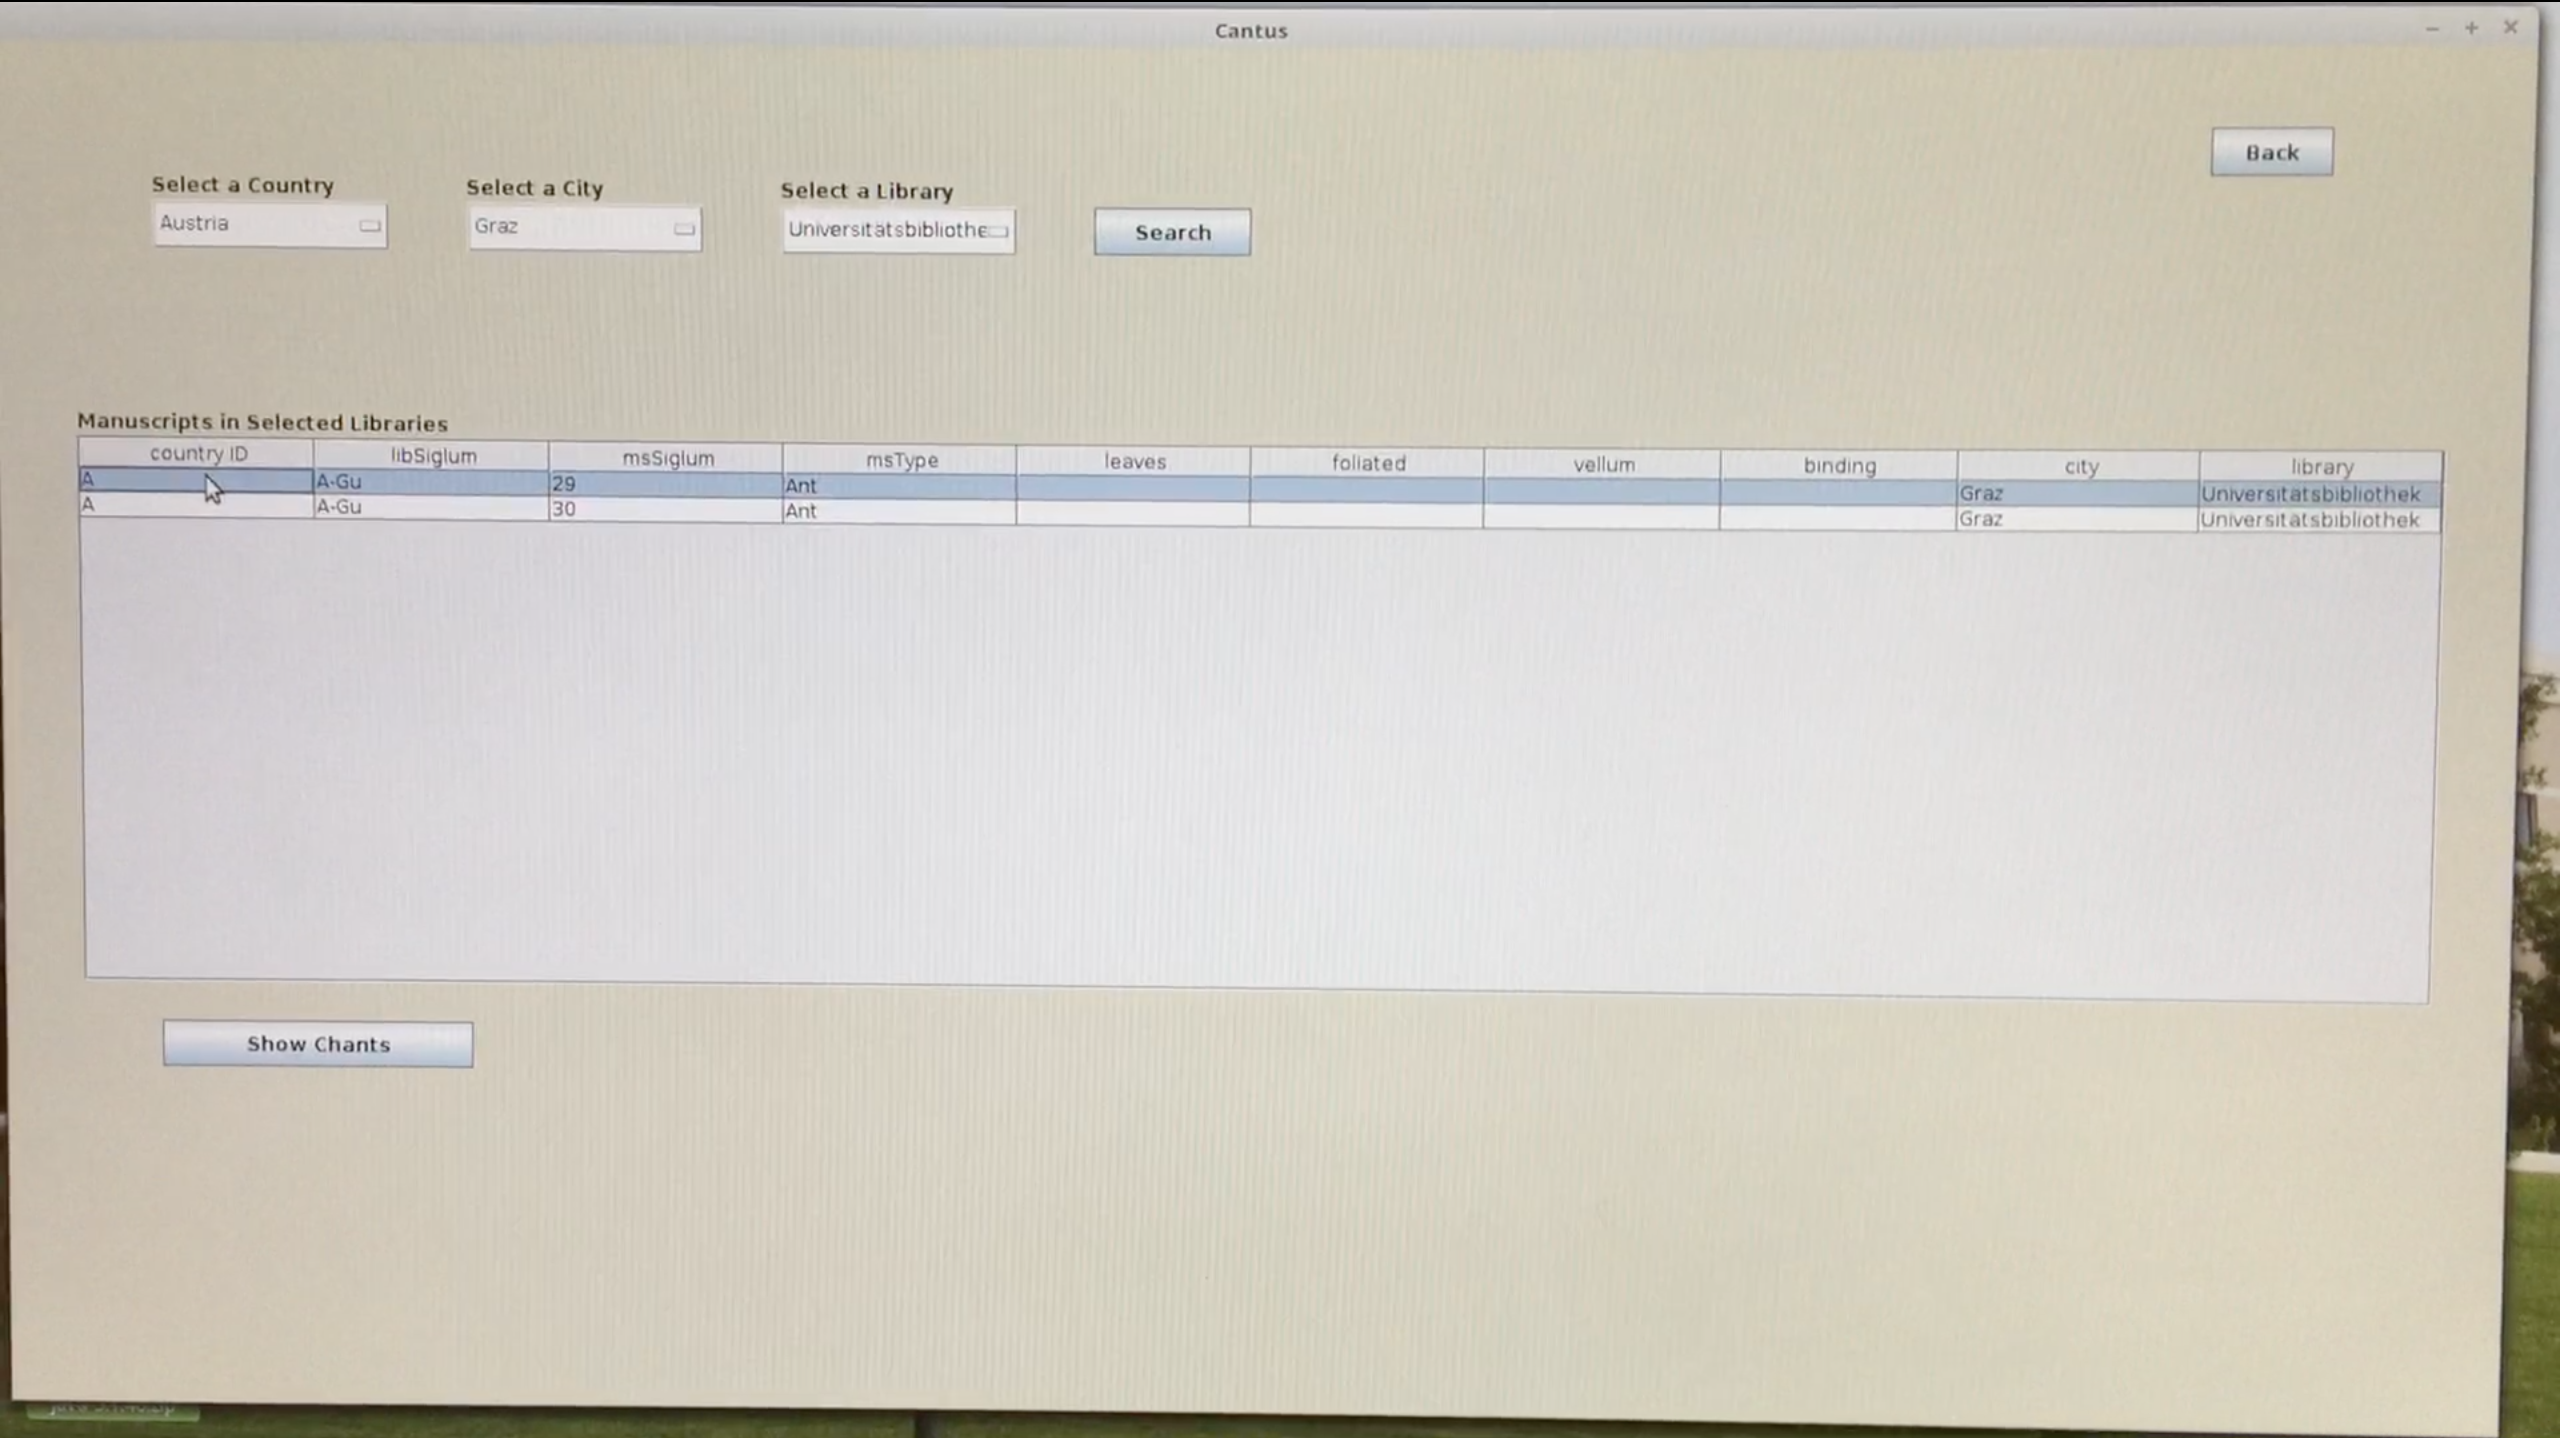 Cantus
Back
Select a Country
Select a City
Select a Library
Austria
Graz
Universitätsbibliothe
Search
Manuscripts in Selected Libraries
country ID libSiglum msSiglum msType leaves foliated vellum binding city library
A A-Gu 29 Ant Graz Universitätsbibliothek
A A-Gu 30 Ant Graz Universitätsbibliothek
Show Chants